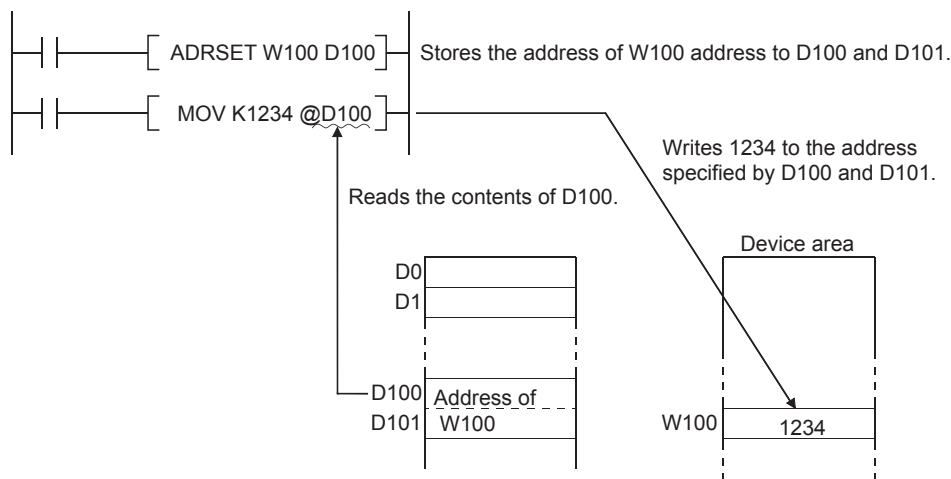 ADRSET W100 D100
Stores the address of W100 address to D100 and D101.
MOV K1234 @D100
Writes 1234 to the address
specified by D100 and D101.
Reads the contents of D100.
Device area
D0
D1
D100
Address of
D101
W100
W100
1234